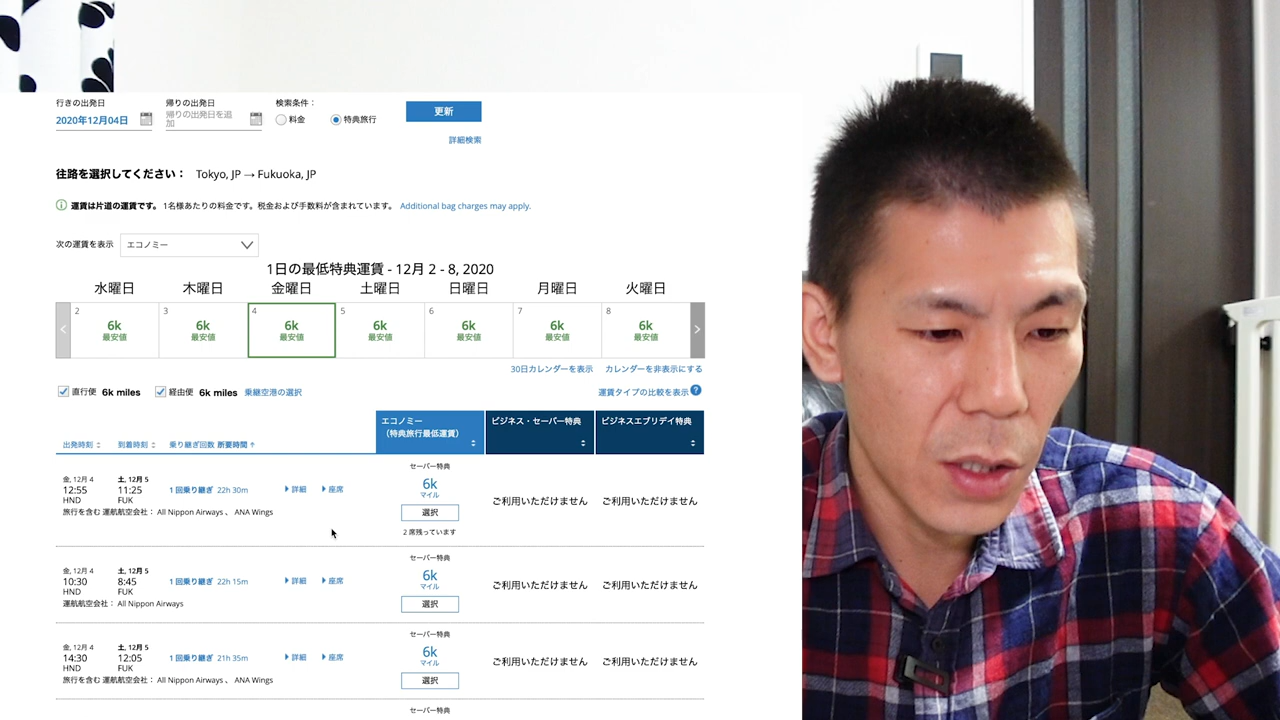 行きの出発日 帰りの出発日 検索条件：
2020年12月04日 帰りの出発日を追加 料金 特典旅行 更新
詳細検索
往路を選択してください： Tokyo, JP → Fukuoka, JP
運賃は片道の運賃です。 1名様あたりの料金です。税金および手数料が含まれています。 Additional bag charges may apply.
次の運賃を表示 エコノミー
1日の最低特典運賃 - 12月 2 - 8, 2020
水曜日 木曜日 金曜日 土曜日 日曜日 月曜日 火曜日
2 3 4 5 6 7 8
6k 6k 6k 6k 6k 6k 6k
最安値 最安値 最安値 最安値 最安値 最安値 最安値
30日カレンダーを表示 カレンダーを非表示にする
直行便 6k miles 経由便 6k miles 乗継空港の選択 運賃タイプの比較を表示 ?
エコノミー（特典旅行最低運賃） ビジネス・セーバー特典 ビジネスエブリデイ特典
出発時刻 到着時刻 乗り継ぎ回数 所要時間
セーバー特典
金, 12月 4 土, 12月 5
12:55 11:25 1 回乗り継ぎ 22h 30m 詳細 座席 6k
HND FUK マイル ご利用いただけません ご利用いただけません
旅行を含む 運航航空会社： All Nippon Airways 、 ANA Wings 選択
2 席残っています
セーバー特典
金, 12月 4 土, 12月 5
10:30 8:45 1 回乗り継ぎ 22h 15m 詳細 座席 6k
HND FUK マイル ご利用いただけません ご利用いただけません
運航航空会社： All Nippon Airways 選択
セーバー特典
金, 12月 4 土, 12月 5
14:30 12:05 1 回乗り継ぎ 21h 35m 詳細 座席 6k
HND FUK マイル ご利用いただけません ご利用いただけません
旅行を含む 運航航空会社： All Nippon Airways 、 ANA Wings 選択
セーバー特典